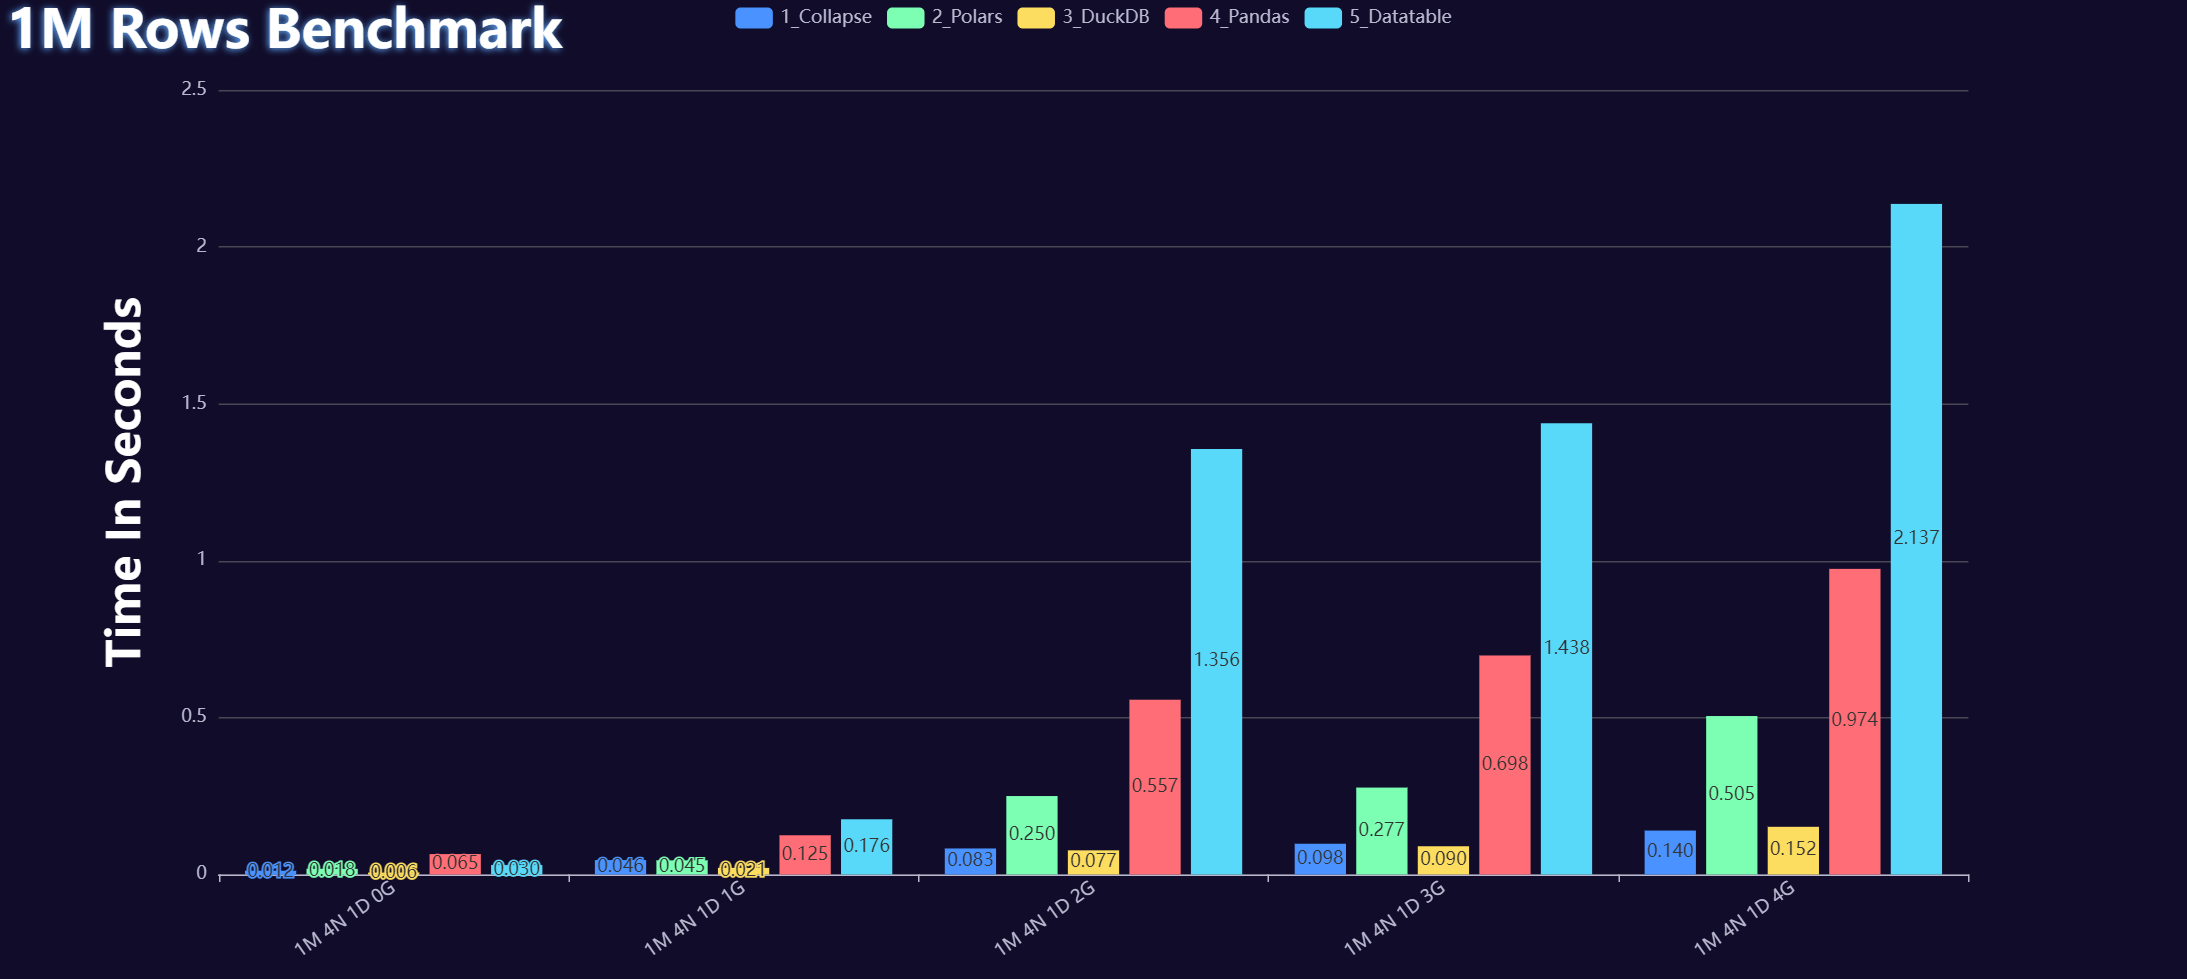 1M Rows Benchmark
1_Collapse 2_Polars 3_DuckDB 4_Pandas 5_Datatable
Time In Seconds
2.5
2
1.5
1
0.5
0
0.012 0.018 0.006 0.065 0.030
0.046 0.045 0.021 0.125 0.176
0.083 0.250 0.077 0.557 1.356
0.098 0.277 0.090 0.698 1.438
0.140 0.505 0.152 0.974 2.137
1M 4N 1D 0G
1M 4N 1D 1G
1M 4N 1D 2G
1M 4N 1D 3G
1M 4N 1D 4G